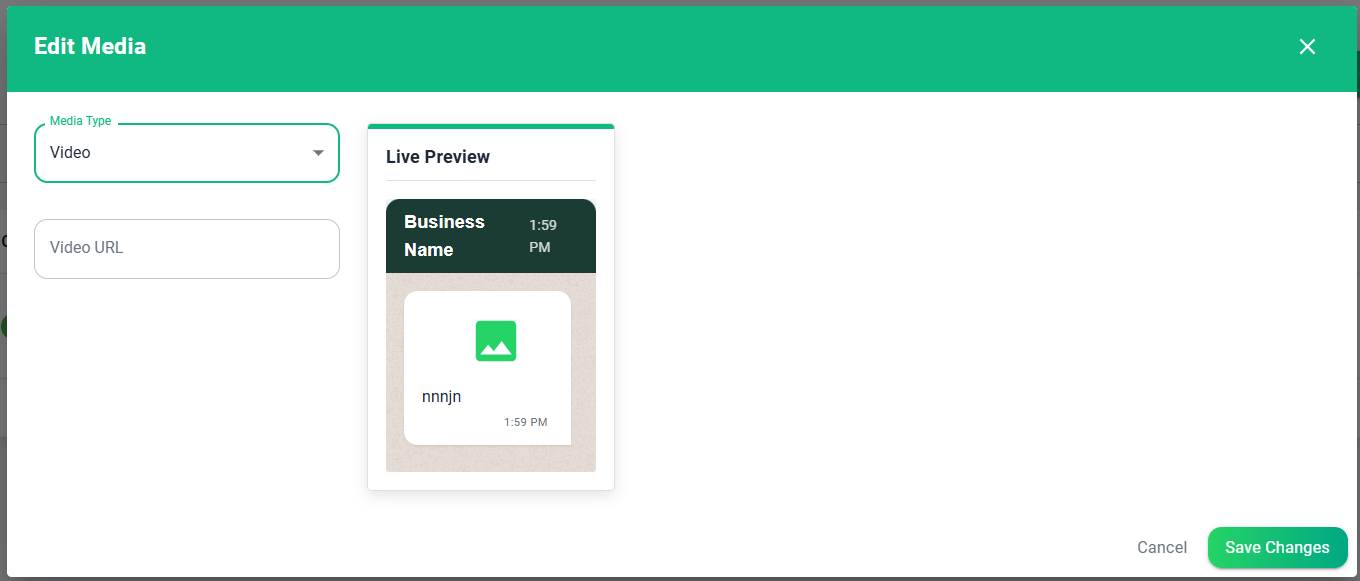 Edit Media
Media Type
Video
Video URL
Live Preview
Business
Name
1:59
PM
nnnjn
1:59 PM
Cancel
Save Changes